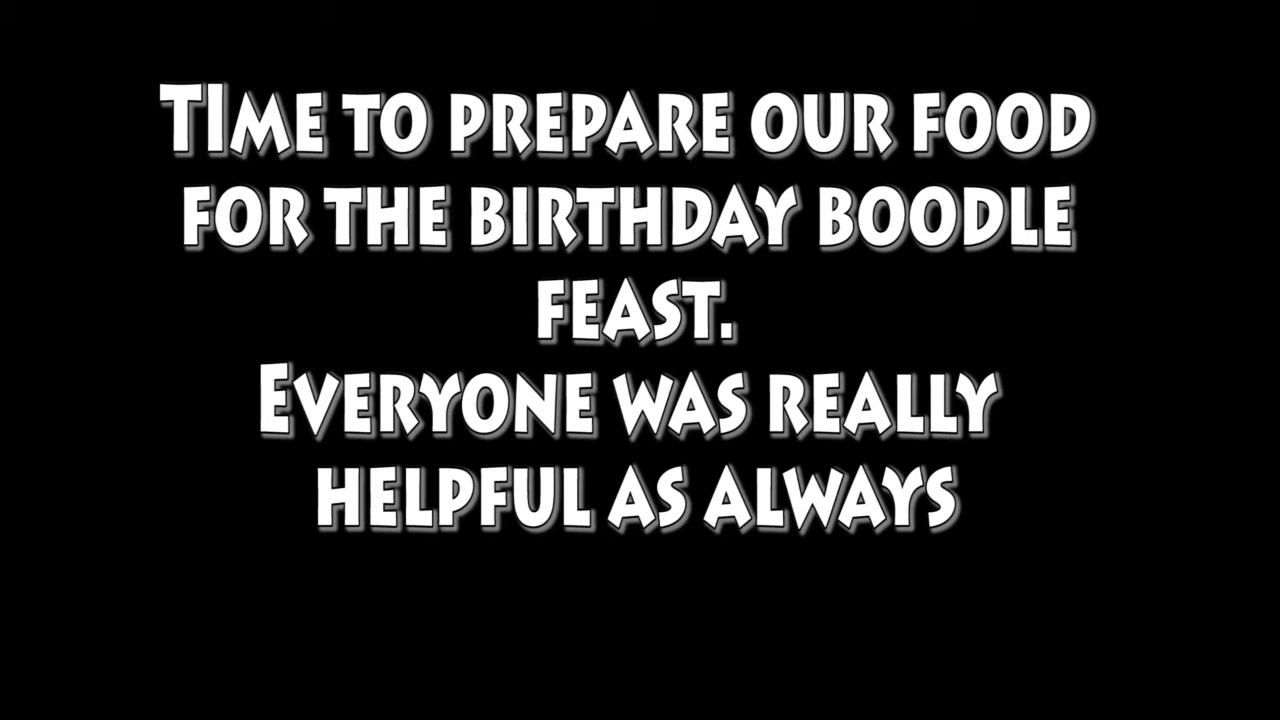 Time to prepare our food
for the birthday boodle
feast.
Everyone was really
helpful as always